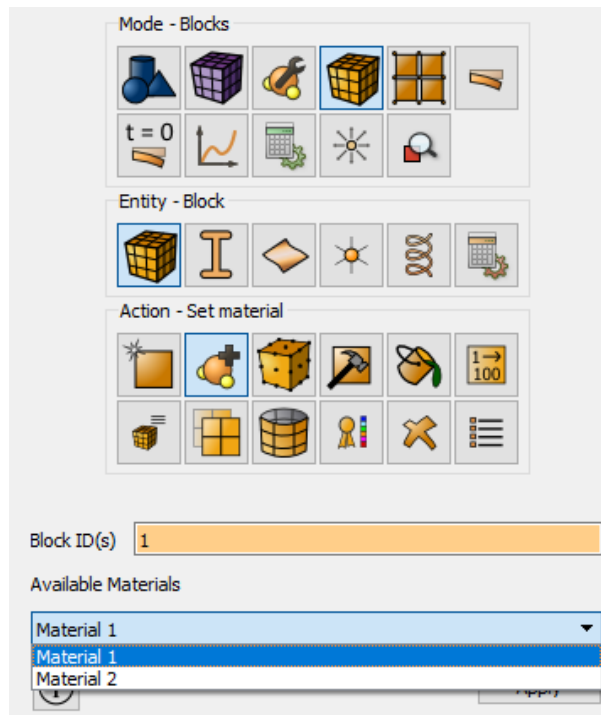 Mode - Blocks
t = 0
Entity - Block
Action - Set material
1→
100
Block ID(s) 1
Available Materials
Material 1
Material 1
Material 2
Apply